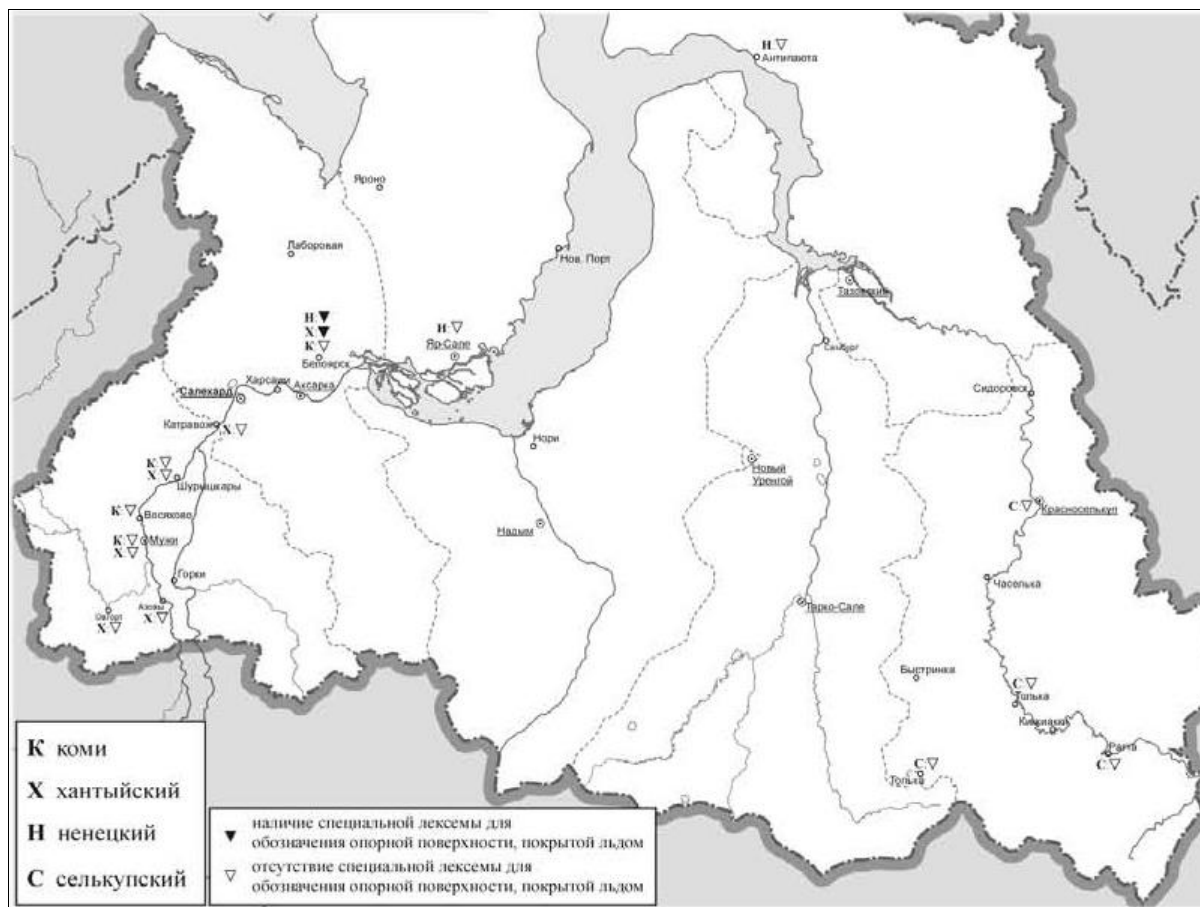 Н ▽
Антипаюта
Яроно
Лаборовая
Нов. Порт
Тазовский
Н ▼
Х ▼
К ▽
Белоярск
Н ▽
Яр-Сале
Самбург
Салехард
Харсаим
Аксарка
Сидоровск
Катравож
Х ▽
Нори
Новый
Уренгой
К ▽
Х ▽
Шурышкары
С ▽
Красноселькуп
К ▽
Восяхово
Надым
К ▽
Х ▽
Мужи
Горки
Часелька
Азовы
Х ▽
Овгорт
Х ▽
Тарко-Сале
Быстринка
С ▽
Толька
Киккиакки
Ратта
С ▽
С ▽
Толька
К коми
Х хантыйский
Н ненецкий
С селькупский
▼ наличие специальной лексемы для
обозначения опорной поверхности, покрытой льдом
▽ отсутствие специальной лексемы для
обозначения опорной поверхности, покрытой льдом